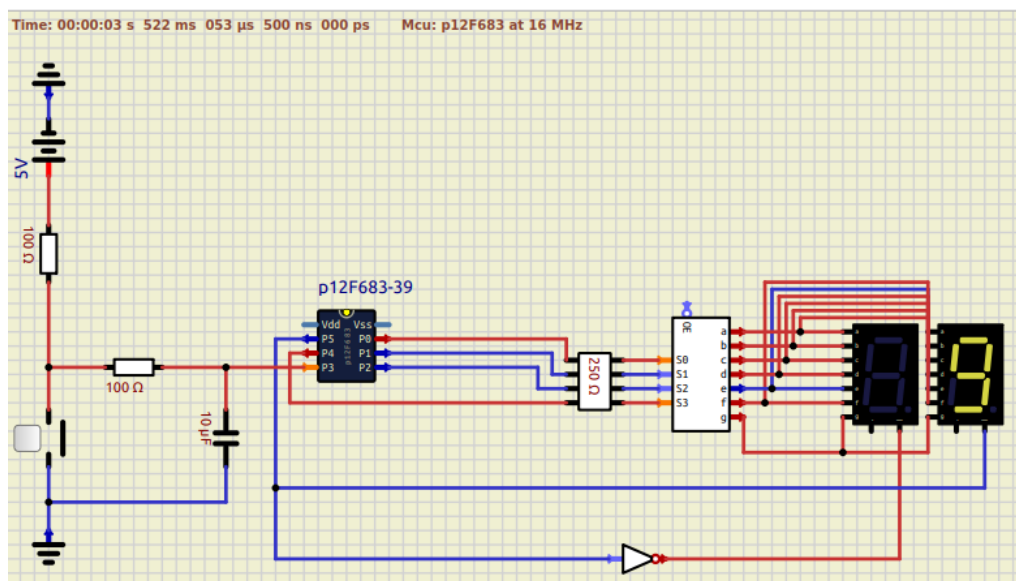 Time: 00:00:03 s 522 ms 053 µs 500 ns 000 ps Mcu: p12F683 at 16 MHz
5V
100 Ω
p12F683-39
Vdd Vss
P5 P0
P4 P1
P3 P2
p12F683
100 Ω
10 µF
250 Ω
OE
S0
S1
S2
S3
a
b
c
d
e
f
g
a
b
c
d
e
f
g
a
b
c
d
e
f
g